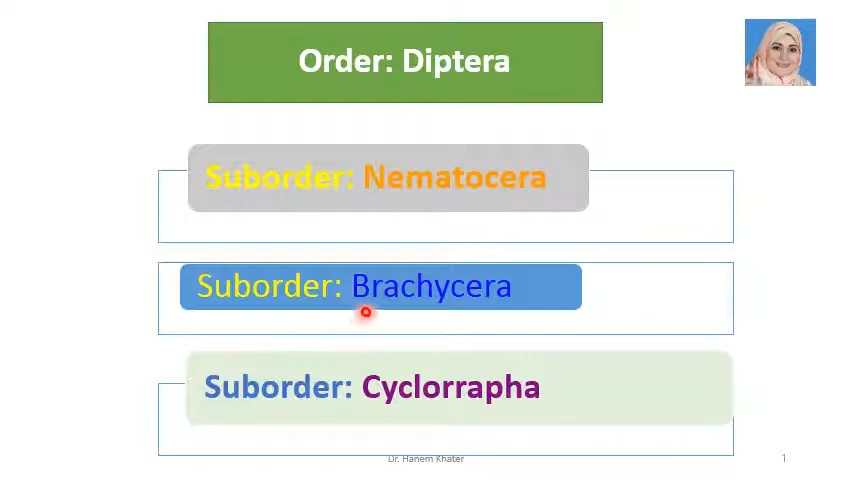 Order: Diptera
Suborder: Nematocera
Suborder: Brachycera
Suborder: Cyclorrapha
Dr. Hanem Khater
1